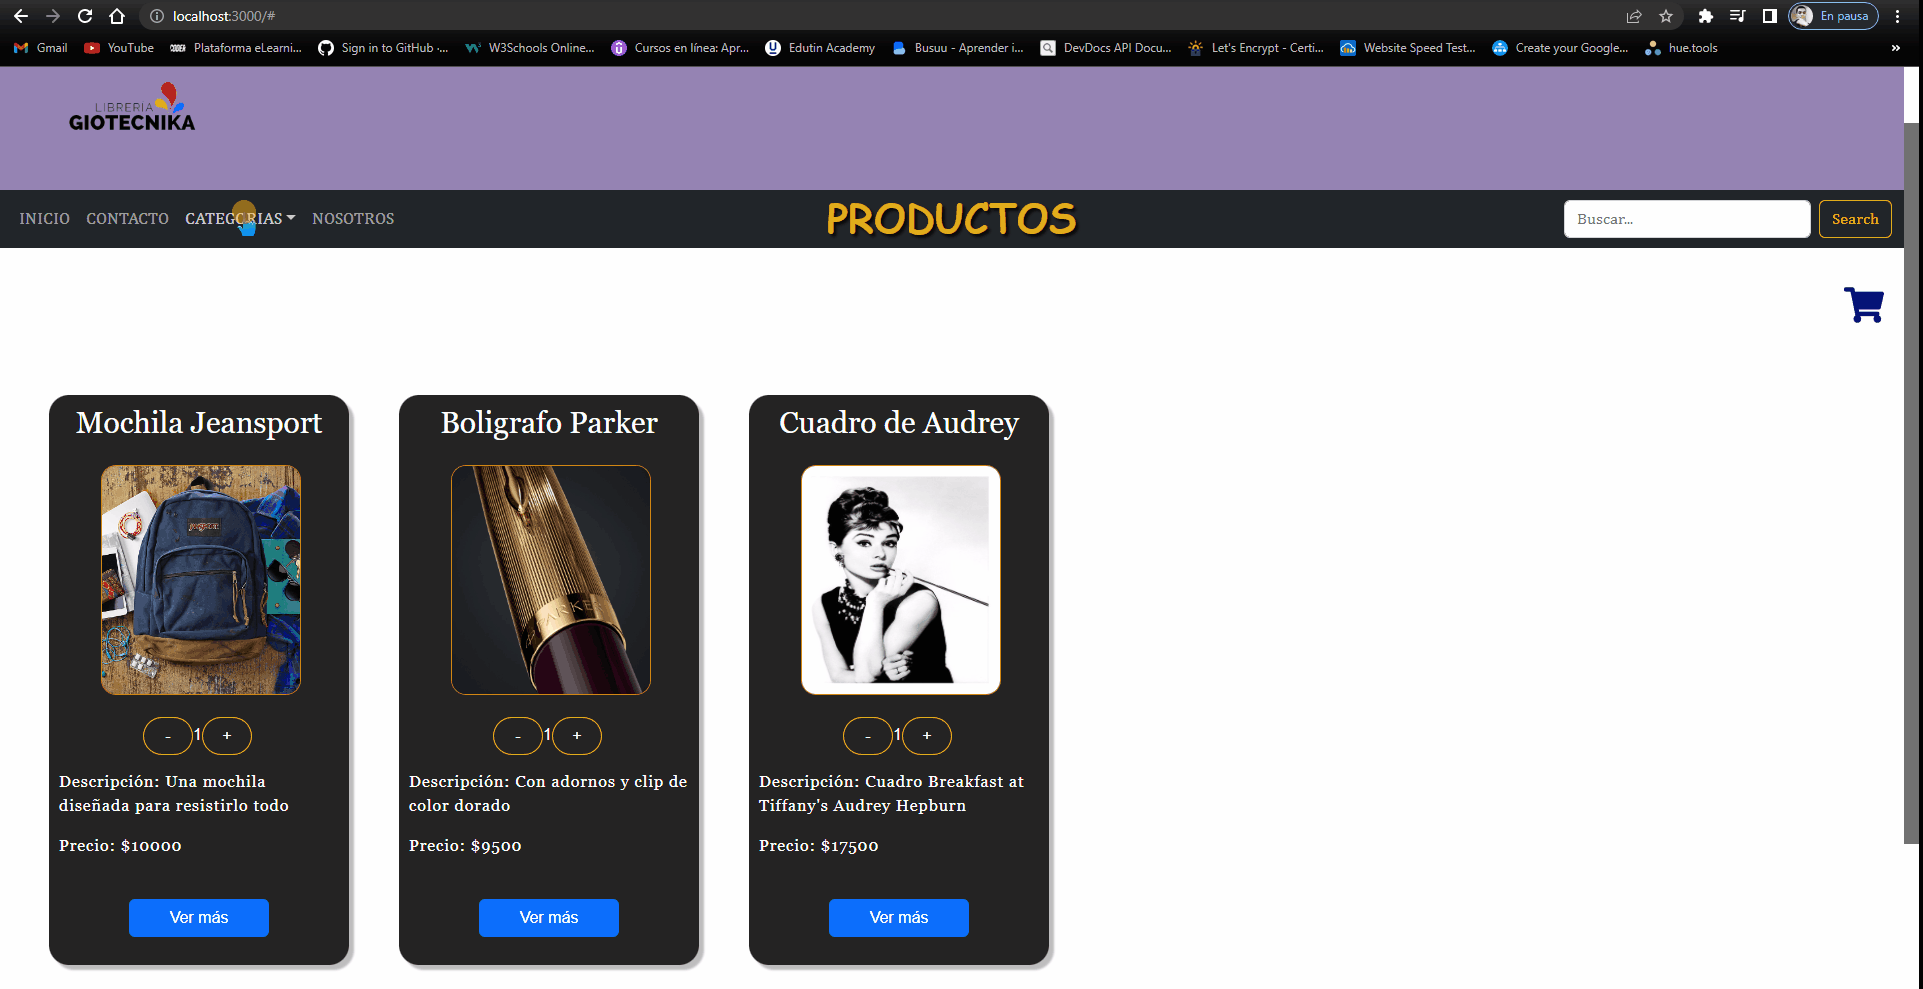 localhost:3000/#
En pausa
Gmail
YouTube
Plataforma eLearni...
Sign in to GitHub ·...
W3Schools Online...
Cursos en línea: Apr...
Edutin Academy
Busuu - Aprender i...
DevDocs API Docu...
Let's Encrypt - Certi...
Website Speed Test...
Create your Google...
hue.tools
»
LIBRERIA
GIOTECNIKA
INICIO
CONTACTO
CATEGORIAS
NOSOTROS
PRODUCTOS
Buscar...
Search
Mochila Jeansport
- 1 +
Descripción: Una mochila
diseñada para resistirlo todo
Precio: $10000
Ver más
Boligrafo Parker
PARKER
- 1 +
Descripción: Con adornos y clip de
color dorado
Precio: $9500
Ver más
Cuadro de Audrey
- 1 +
Descripción: Cuadro Breakfast at
Tiffany's Audrey Hepburn
Precio: $17500
Ver más